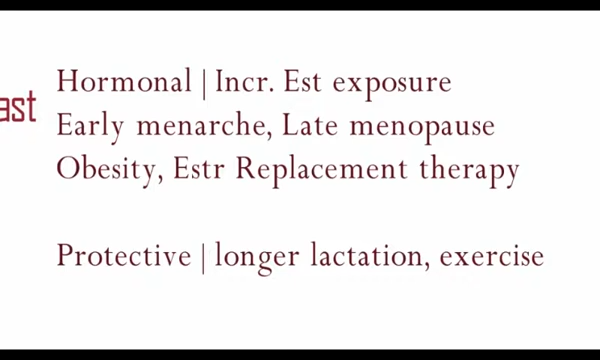 ast
Hormonal | Incr. Est exposure
Early menarche, Late menopause
Obesity, Estr Replacement therapy
Protective | longer lactation, exercise